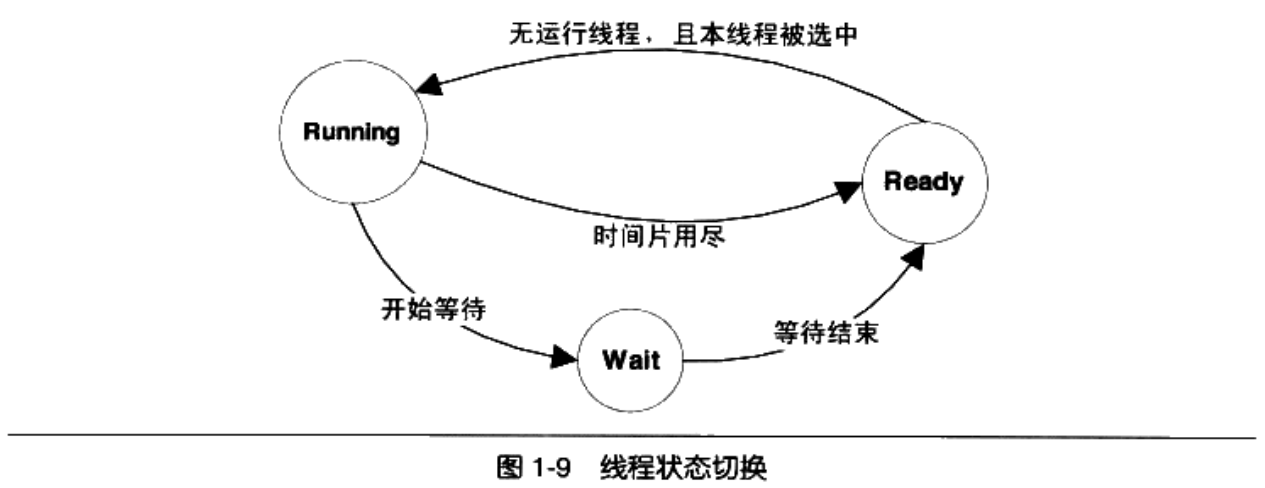 无运行线程，且本线程被选中
Running
Ready
时间片用尽
开始等待
等待结束
Wait
图 1-9 线程状态切换